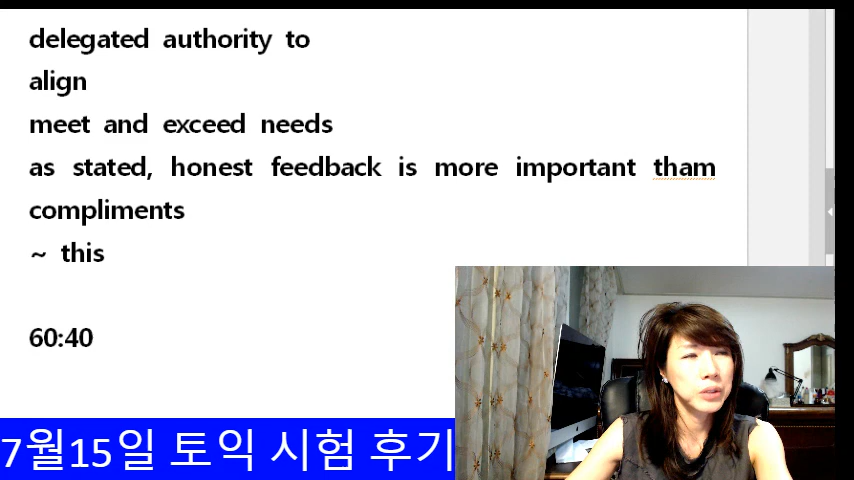 delegated authority to
align
meet and exceed needs
as stated, honest feedback is more important tham
compliments
~ this
60:40
7월15일 토익 시험 후기